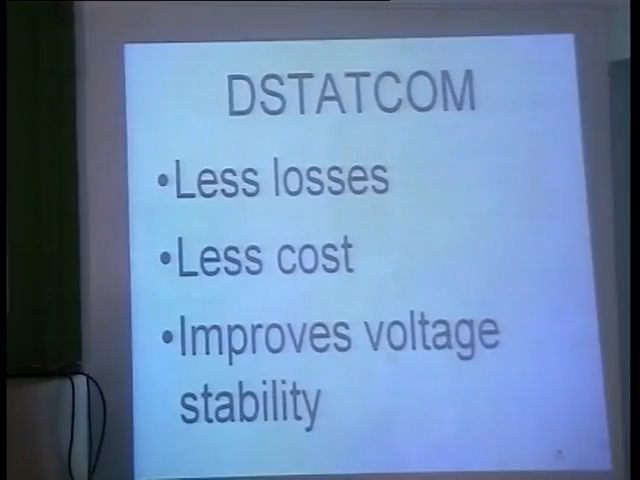 DSTATCOM
•Less losses
•Less cost
•Improves voltage
stability